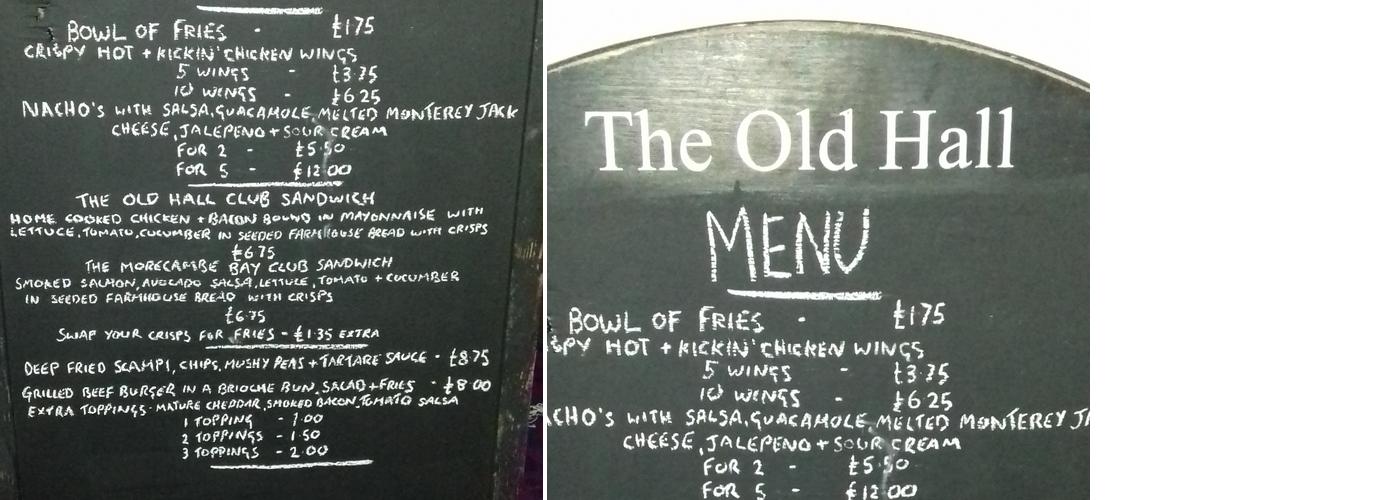 BOWL OF FRIES - £1.75
CRISPY HOT + KICKIN' CHICKEN WINGS
5 WINGS - £3.75
10 WINGS - £6.25
NACHO'S WITH SALSA, GUACAMOLE, MELTED MONTEREY JACK
CHEESE, JALEPENO + SOUR CREAM
FOR 2 - £5.50
FOR 5 - £12.00
THE OLD HALL CLUB SANDWICH
HOME COOKED CHICKEN + BACON BOUND IN MAYONNAISE WITH
LETTUCE, TOMATO, CUCUMBER IN SEEDED FARMHOUSE BREAD WITH CRISPS
£6.75
THE MORECAMBE BAY CLUB SANDWICH
SMOKED SALMON, AVOCADO SALSA, LETTUCE, TOMATO + CUCUMBER
IN SEEDED FARMHOUSE BREAD WITH CRISPS
£6.75
SWAP YOUR CRISPS FOR FRIES - £1.35 EXTRA
DEEP FRIED SCAMPI, CHIPS, MUSHY PEAS + TARTARE SAUCE - £8.75
GRILLED BEEF BURGER IN A BRIOCHE BUN, SALAD + FRIES - £8.00
EXTRA TOPPINGS - MATURE CHEDDAR, SMOKED BACON, TOMATO SALSA
1 TOPPING - 1.00
2 TOPPINGS - 1.50
3 TOPPINGS - 2.00
The Old Hall
MENU
BOWL OF FRIES - £1.75
SPY HOT + KICKIN' CHICKEN WINGS
5 WINGS - £3.75
10 WINGS - £6.25
ACHO'S WITH SALSA, GUACAMOLE, MELTED MONTEREY JA
CHEESE, JALEPENO + SOUR CREAM
FOR 2 - £5.50
FOR 5 - £12.00